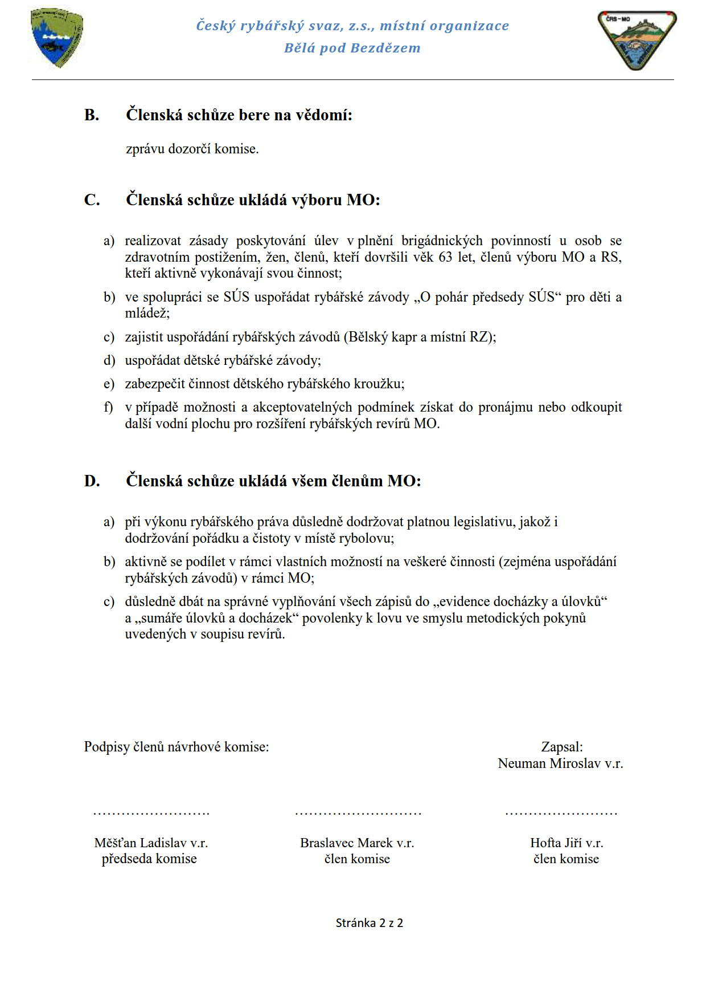 Český rybářský svaz, z.s., místní organizace
Bělá pod Bezdězem
ČRS - MO
B. Členská schůze bere na vědomí:
zprávu dozorčí komise.
C. Členská schůze ukládá výboru MO:
a) realizovat zásady poskytování úlev v plnění brigádnických povinností u osob se
zdravotním postižením, žen, členů, kteří dovršili věk 63 let, členů výboru MO a RS,
kteří aktivně vykonávají svou činnost;
b) ve spolupráci se SÚS uspořádat rybářské závody „O pohár předsedy SÚS“ pro děti a
mládež;
c) zajistit uspořádání rybářských závodů (Bělský kapr a místní RZ);
d) uspořádat dětské rybářské závody;
e) zabezpečit činnost dětského rybářského kroužku;
f) v případě možnosti a akceptovatelných podmínek získat do pronájmu nebo odkoupit
další vodní plochu pro rozšíření rybářských revírů MO.
D. Členská schůze ukládá všem členům MO:
a) při výkonu rybářského práva důsledně dodržovat platnou legislativu, jakož i
dodržování pořádku a čistoty v místě rybolovu;
b) aktivně se podílet v rámci vlastních možností na veškeré činnosti (zejména uspořádání
rybářských závodů) v rámci MO;
c) důsledně dbát na správné vyplňování všech zápisů do „evidence docházky a úlovků“
a „sumáře úlovků a docházek“ povolenky k lovu ve smyslu metodických pokynů
uvedených v soupisu revírů.
Podpisy členů návrhové komise: Zapsal:
Neuman Miroslav v.r.
……………………. ……………………… ……………………
Měšťan Ladislav v.r. Braslavec Marek v.r. Hofta Jiří v.r.
předseda komise člen komise člen komise
Stránka 2 z 2